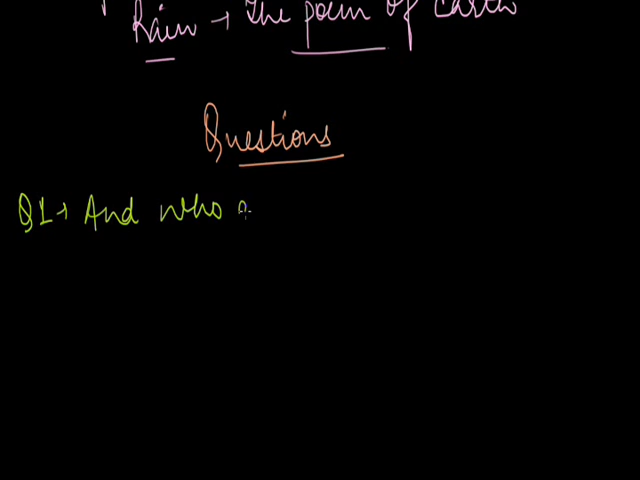 Rain → The poem of Earth
Questions
Q1→ And who